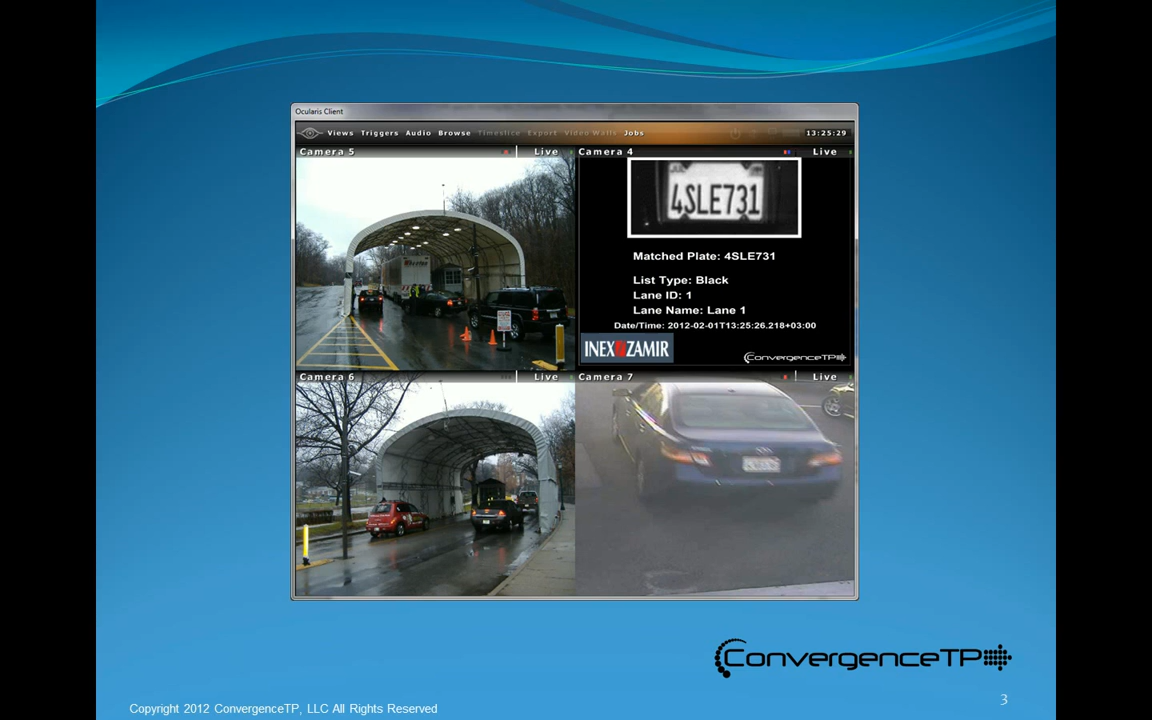 Ocularis Client
Views Triggers Audio Browse Timeslice Export Video Walls Jobs 13:25:29
Camera 5 Live Camera 4 Live
4SLE731
Matched Plate: 4SLE731
List Type: Black
Lane ID: 1
Lane Name: Lane 1
Date/Time: 2012-02-01T13:25:26.218+03:00
INEX ZAMIR ConvergenceTP
Camera 6 Live Camera 7 Live
ConvergenceTP
3
Copyright 2012 ConvergenceTP, LLC All Rights Reserved